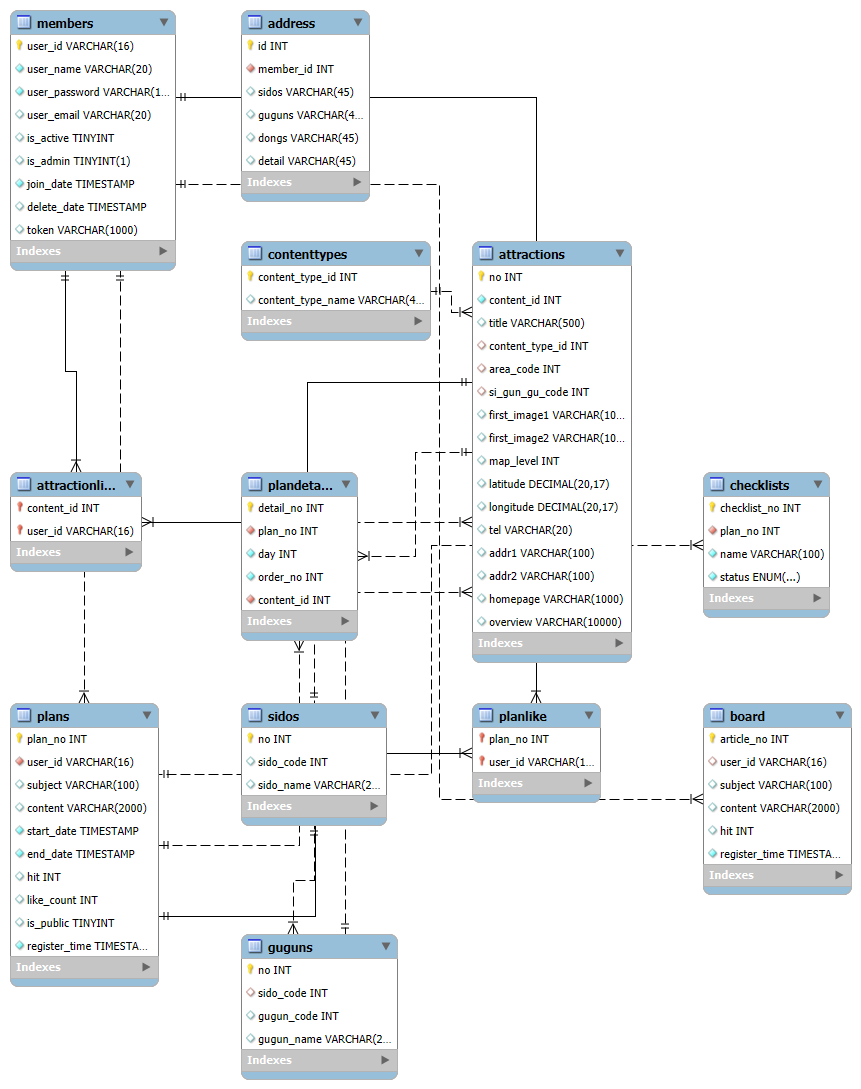 members
user_id VARCHAR(16)
user_name VARCHAR(20)
user_password VARCHAR(1...
user_email VARCHAR(20)
is_active TINYINT
is_admin TINYINT(1)
join_date TIMESTAMP
delete_date TIMESTAMP
token VARCHAR(1000)
Indexes
address
id INT
member_id INT
sidos VARCHAR(45)
guguns VARCHAR(4...
dongs VARCHAR(45)
detail VARCHAR(45)
Indexes
contenttypes
content_type_id INT
content_type_name VARCHAR(4...
Indexes
attractions
no INT
content_id INT
title VARCHAR(500)
content_type_id INT
area_code INT
si_gun_gu_code INT
first_image1 VARCHAR(10...
first_image2 VARCHAR(10...
map_level INT
latitude DECIMAL(20,17)
longitude DECIMAL(20,17)
tel VARCHAR(20)
addr1 VARCHAR(100)
addr2 VARCHAR(100)
homepage VARCHAR(1000)
overview VARCHAR(10000)
Indexes
attractionli...
content_id INT
user_id VARCHAR(16)
Indexes
plandeta...
detail_no INT
plan_no INT
day INT
order_no INT
content_id INT
Indexes
checklists
checklist_no INT
plan_no INT
name VARCHAR(100)
status ENUM(...)
Indexes
plans
plan_no INT
user_id VARCHAR(16)
subject VARCHAR(100)
content VARCHAR(2000)
start_date TIMESTAMP
end_date TIMESTAMP
hit INT
like_count INT
is_public TINYINT
register_time TIMESTA...
Indexes
sidos
no INT
sido_code INT
sido_name VARCHAR(2...
Indexes
planlike
plan_no INT
user_id VARCHAR(1...
Indexes
board
article_no INT
user_id VARCHAR(16)
subject VARCHAR(100)
content VARCHAR(2000)
hit INT
register_time TIMESTA...
Indexes
guguns
no INT
sido_code INT
gugun_code INT
gugun_name VARCHAR(2...
Indexes